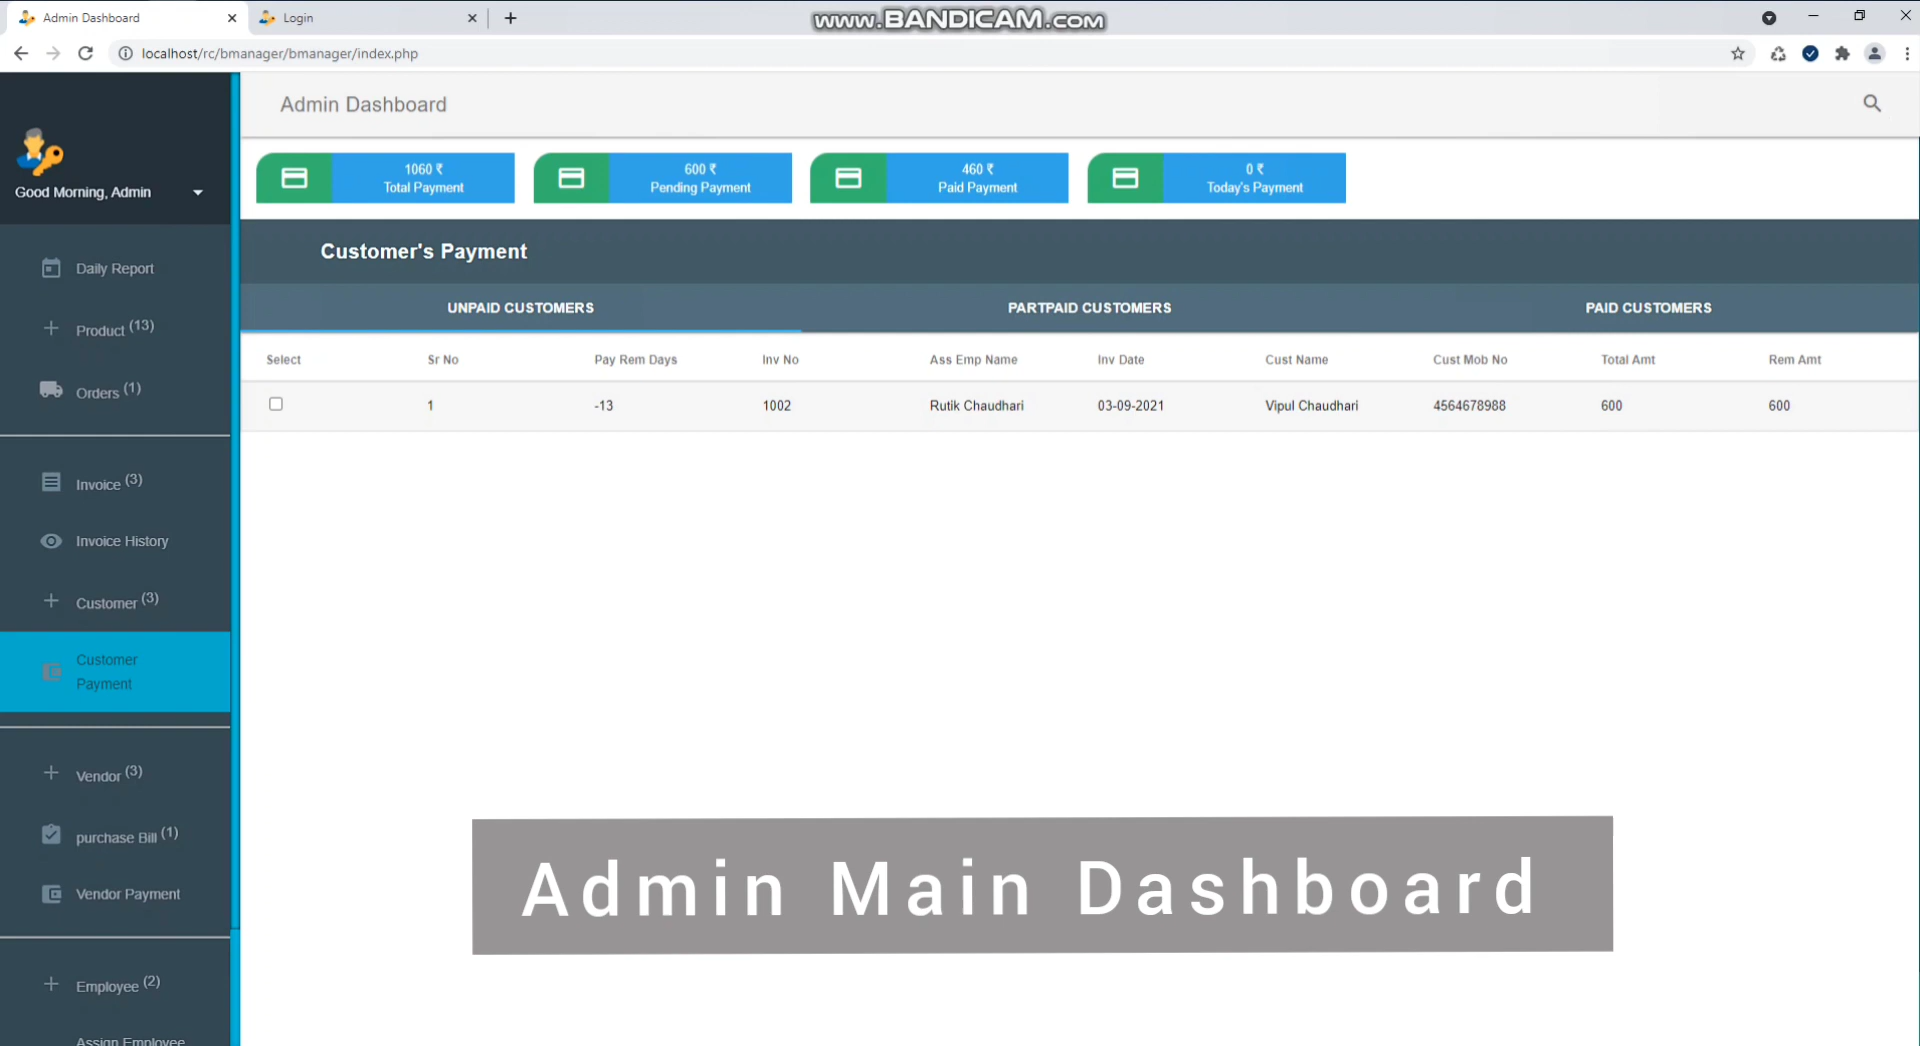 Admin Dashboard
Login
www.BANDICAM.com
localhost/rc/bmanager/bmanager/index.php
Good Morning, Admin
Daily Report
Product (13)
Orders (1)
Invoice (3)
Invoice History
Customer (3)
Customer
Payment
Vendor (3)
purchase Bill (1)
Vendor Payment
Employee (2)
Assign Employee
Admin Dashboard
1060 ₹
Total Payment
600 ₹
Pending Payment
460 ₹
Paid Payment
0 ₹
Today's Payment
Customer's Payment
UNPAID CUSTOMERS PARTPAID CUSTOMERS PAID CUSTOMERS
Select Sr No Pay Rem Days Inv No Ass Emp Name Inv Date Cust Name Cust Mob No Total Amt Rem Amt
1 -13 1002 Rutik Chaudhari 03-09-2021 Vipul Chaudhari 4564678988 600 600
Admin Main Dashboard